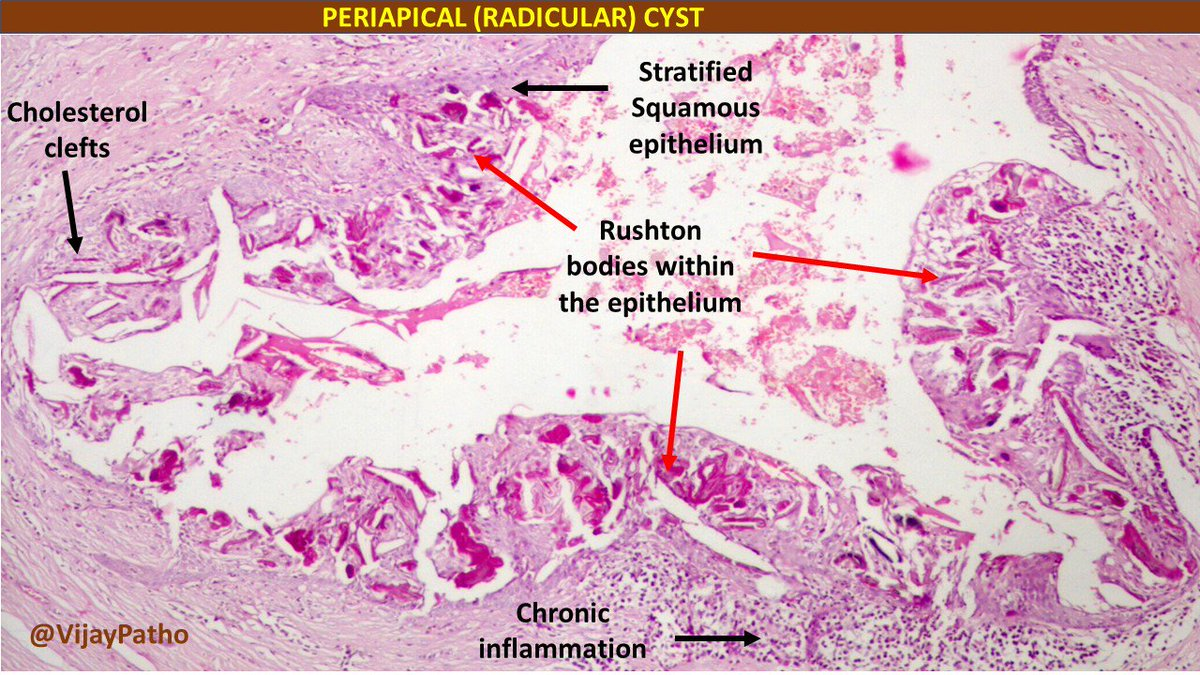 PERIAPICAL (RADICULAR) CYST
Stratified
Squamous
epithelium
Cholesterol
clefts
Rushton
bodies within
the epithelium
Chronic
inflammation
@VijayPatho